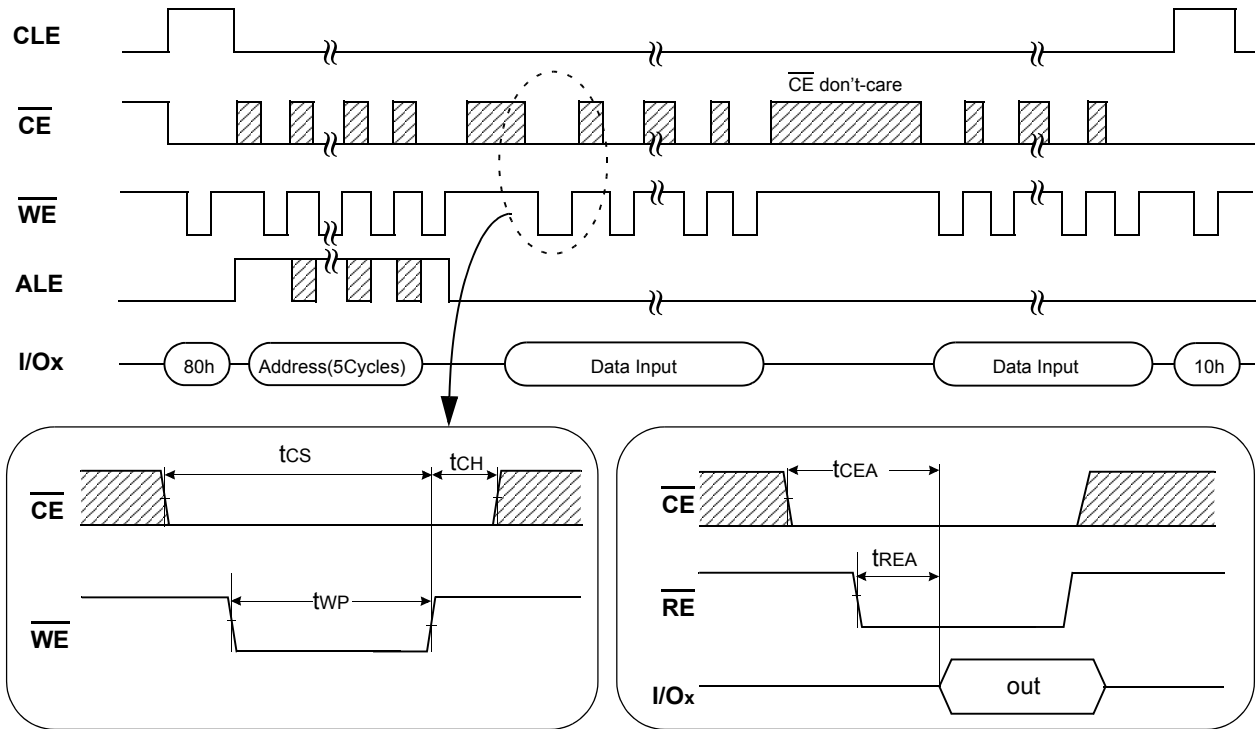 CLE
CE don't-care
CE
WE
ALE
I/Ox 80h Address(5Cycles) Data Input Data Input 10h
tCS
tCH
CE
tWP
WE
tCEA
CE
tREA
RE
I/Ox out